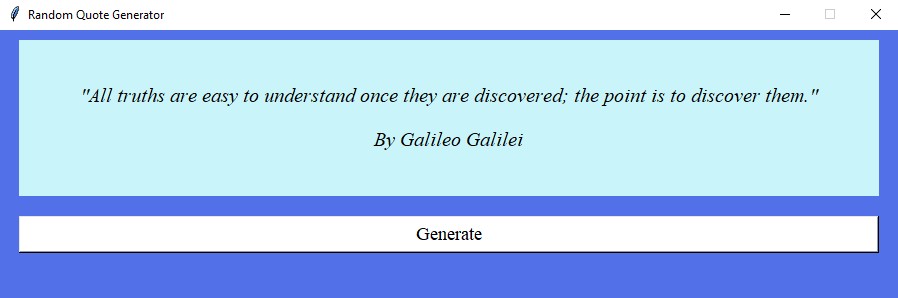 Random Quote Generator
"All truths are easy to understand once they are discovered; the point is to discover them."
By Galileo Galilei
Generate